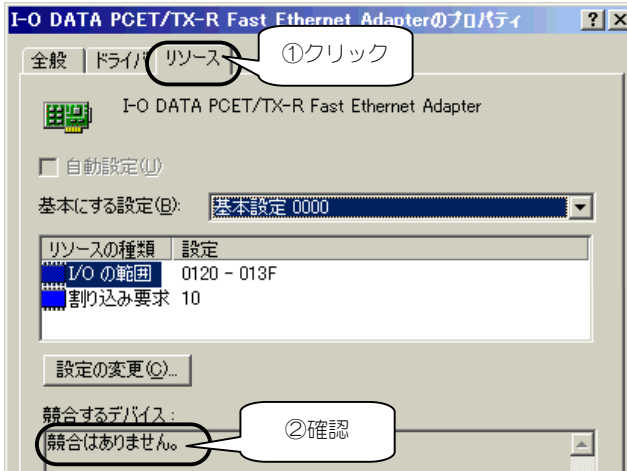 I-O DATA PCET/TX-R Fast Ethernet Adapterのプロパティ
全般 ドライバ リソース ①クリック
I-O DATA PCET/TX-R Fast Ethernet Adapter
自動設定(U)
基本にする設定(B): 基本設定 0000
リソースの種類 設定
I/O の範囲 0120 - 013F
割り込み要求 10
設定の変更(C)...
競合するデバイス:
競合はありません。 ②確認